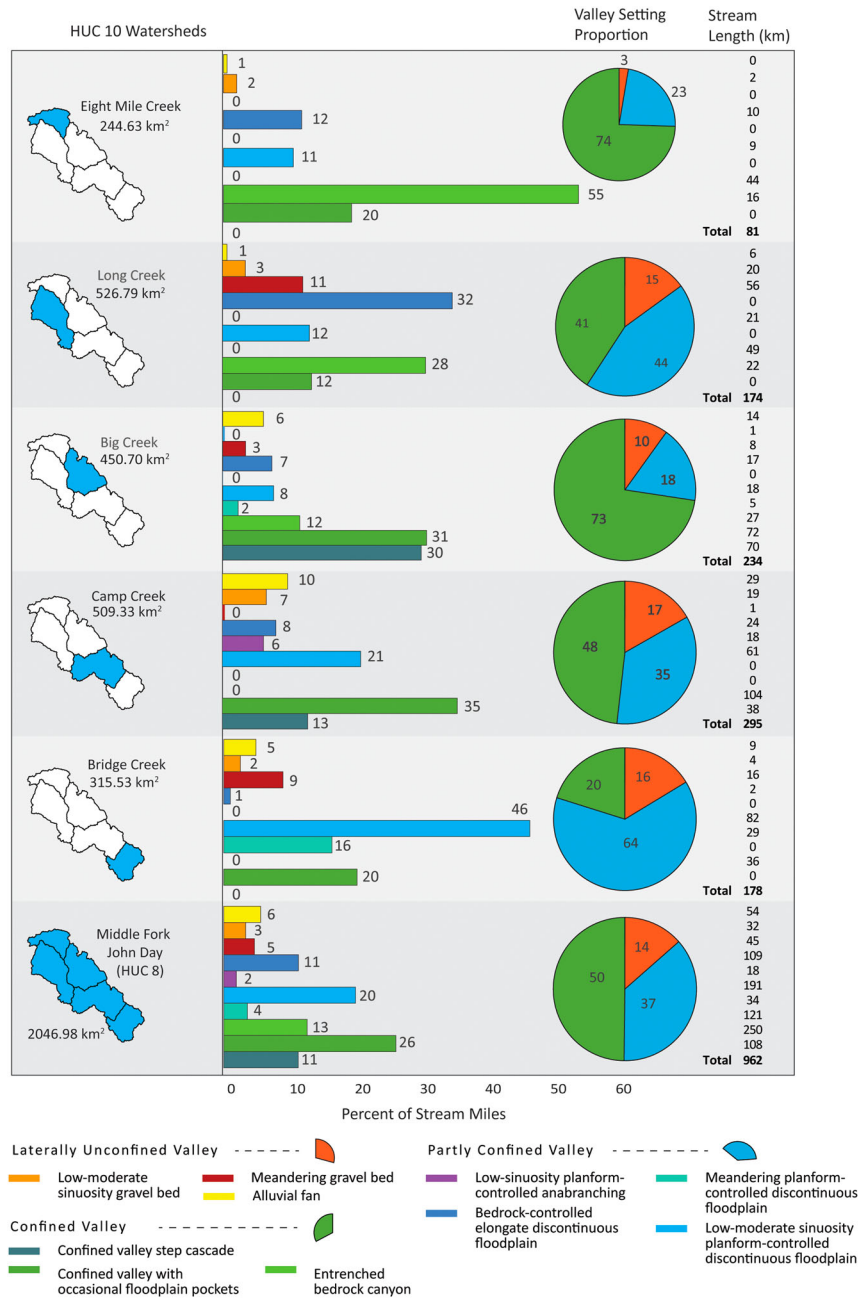 HUC 10 Watersheds
Valley Setting
Proportion
Stream
Length (km)
Eight Mile Creek
244.63 km²
1
2
0
12
0
11
0
55
20
0
3
23
74
0
2
0
10
0
9
0
44
16
0
Total 81
Long Creek
526.79 km²
1
3
11
32
0
12
0
28
12
0
15
44
41
6
20
56
0
21
0
49
22
0
Total 174
Big Creek
450.70 km²
6
0
3
7
8
2
12
31
30
10
18
73
14
1
8
17
0
18
5
27
72
70
Total 234
Camp Creek
509.33 km²
10
7
0
8
6
21
0
0
35
13
17
35
48
29
19
1
24
18
61
0
0
104
38
Total 295
Bridge Creek
315.53 km²
5
2
9
1
0
46
16
0
20
0
16
64
20
9
4
16
2
0
82
29
0
36
0
Total 178
Middle Fork
John Day
(HUC 8)
2046.98 km²
6
3
5
11
2
20
4
13
26
11
14
37
50
54
32
45
109
18
191
34
121
250
108
Total 962
0 10 20 30 40 50 60
Percent of Stream Miles
Laterally Unconfined Valley
Low-moderate
sinuosity gravel bed
Meandering gravel bed
Alluvial fan
Confined Valley
Confined valley step cascade
Confined valley with
occasional floodplain pockets
Entrenched
bedrock canyon
Partly Confined Valley
Low-sinuosity planform-
controlled anabranching
Bedrock-controlled
elongate discontinuous
floodplain
Meandering planform-
controlled discontinuous
floodplain
Low-moderate sinuosity
planform-controlled
discontinuous floodplain